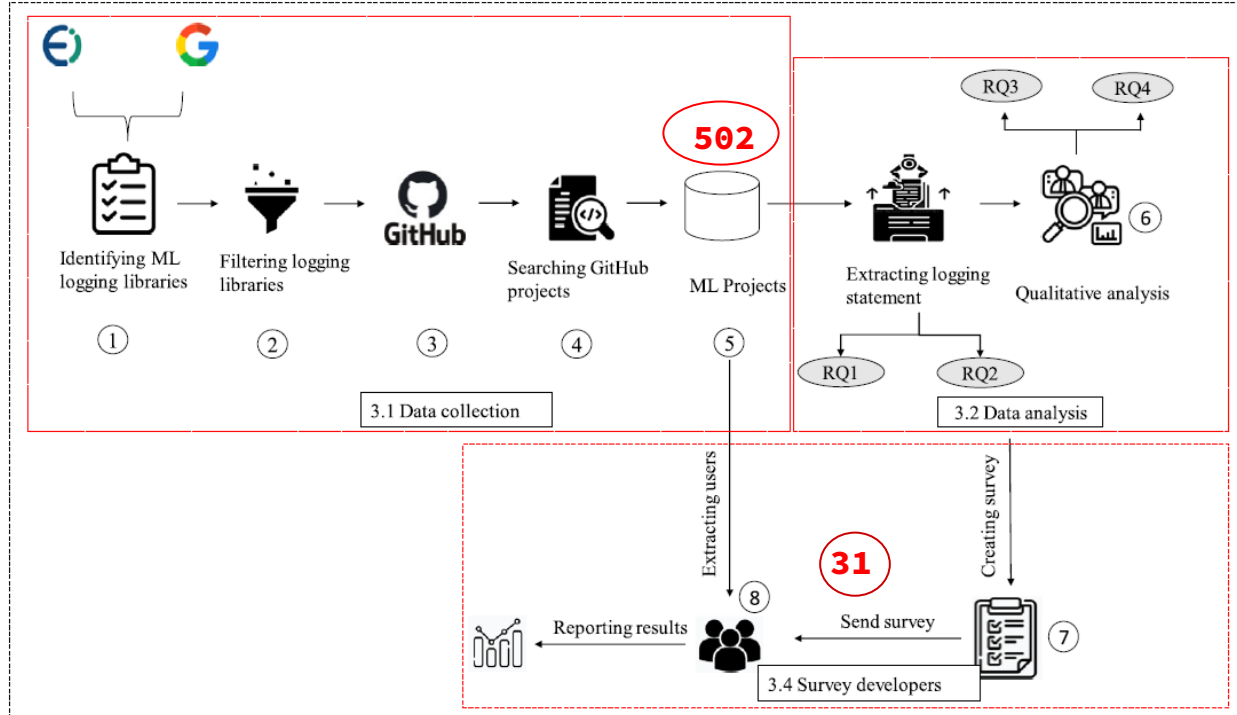 502
RQ3
RQ4
GitHub
6
Identifying ML
logging libraries
Filtering logging
libraries
Searching GitHub
projects
ML Projects
Extracting logging
statement
Qualitative analysis
1
2
3
4
5
RQ1
RQ2
3.1 Data collection
3.2 Data analysis
Extracting users
Creating survey
31
8
7
Reporting results
Send survey
3.4 Survey developers